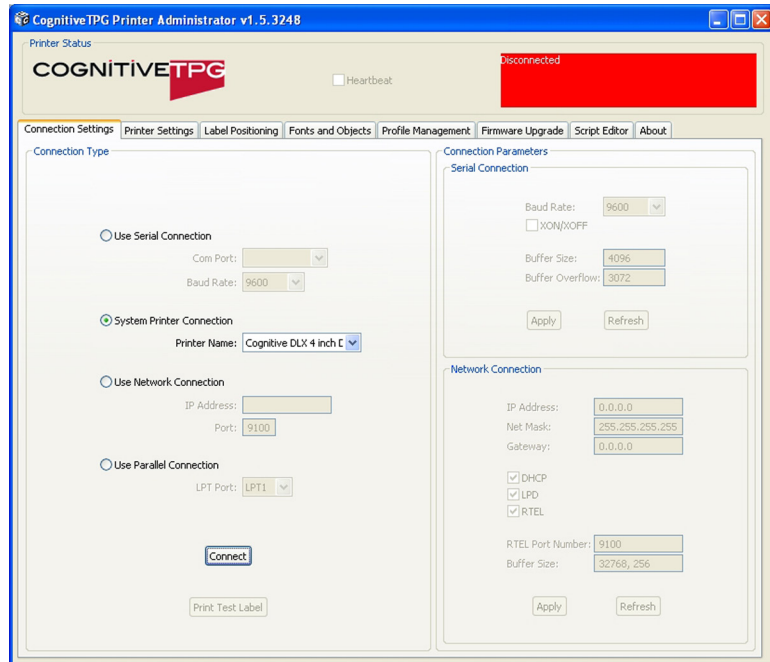 CognitiveTPG Printer Administrator v1.5.3248
Printer Status
COGNITIVETPG
Heartbeat
Disconnected
Connection Settings Printer Settings Label Positioning Fonts and Objects Profile Management Firmware Upgrade Script Editor About
Connection Type
Use Serial Connection
Com Port:
Baud Rate: 9600
System Printer Connection
Printer Name: Cognitive DLX 4 inch D
Use Network Connection
IP Address:
Port: 9100
Use Parallel Connection
LPT Port: LPT1
Connect
Print Test Label
Connection Parameters
Serial Connection
Baud Rate: 9600
XON/XOFF
Buffer Size: 4096
Buffer Overflow: 3072
Apply Refresh
Network Connection
IP Address: 0.0.0.0
Net Mask: 255.255.255.255
Gateway: 0.0.0.0
DHCP
LPD
RTEL
RTEL Port Number: 9100
Buffer Size: 32768, 256
Apply Refresh